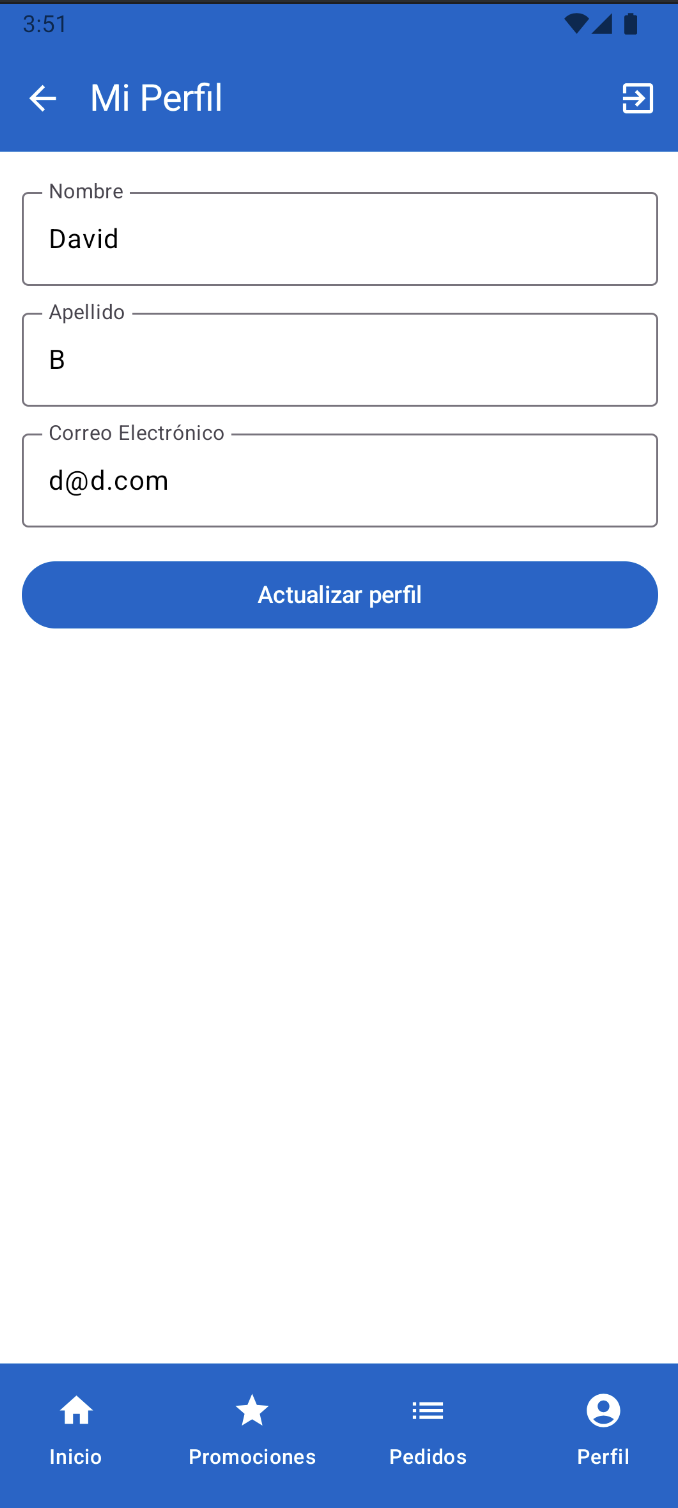 3:51
Mi Perfil
Nombre
David
Apellido
B
Correo Electrónico
d@d.com
Actualizar perfil
Inicio
Promociones
Pedidos
Perfil